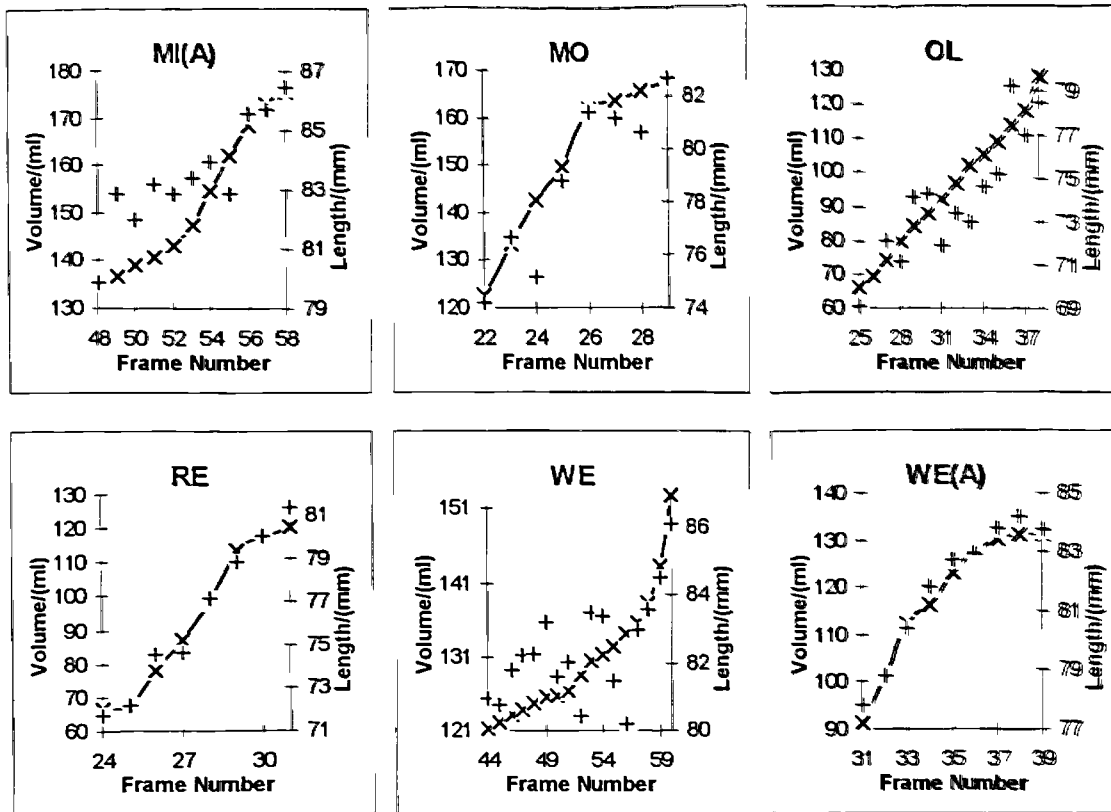 MI(A)
180
170
160
150
140
130
Volume/(ml)
87
85
83
81
79
Length/(mm)
48 50 52 54 56 58
Frame Number
MO
170
160
150
140
130
120
Volume/(ml)
82
80
78
76
74
Length/(mm)
22 24 26 28
Frame Number
OL
130
120
110
100
90
80
70
60
Volume/(ml)
79
77
75
73
71
69
Length/(mm)
25 28 31 34 37
Frame Number
RE
130
120
110
100
90
80
70
60
Volume/(ml)
81
79
77
75
73
71
Length/(mm)
24 27 30
Frame Number
WE
151
141
131
121
Volume/(ml)
86
84
82
80
Length/(mm)
44 49 54 59
Frame Number
WE(A)
140
130
120
110
100
90
Volume/(ml)
85
83
81
79
77
Length/(mm)
31 33 35 37 39
Frame Number